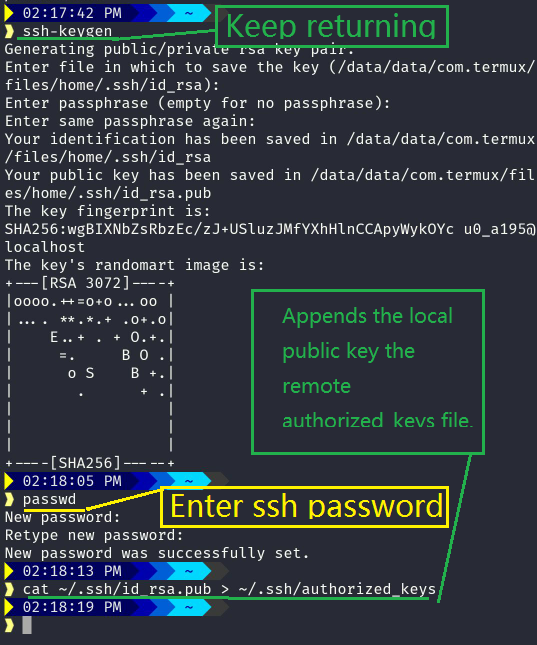 02:17:42 PM ~
ssh-keygen
Keep returning
Generating public/private rsa key pair.
Enter file in which to save the key (/data/data/com.termux/
files/home/.ssh/id_rsa):
Enter passphrase (empty for no passphrase):
Enter same passphrase again:
Your identification has been saved in /data/data/com.termux
/files/home/.ssh/id_rsa
Your public key has been saved in /data/data/com.termux/fil
es/home/.ssh/id_rsa.pub
The key fingerprint is:
SHA256:wgBIXNbZsRbzEc/zJ+USluzJMfYXhHlnCCApyWykOYc u0_a195@
localhost
The key's randomart image is:
+---[RSA 3072]----+
|oooo.++=o+o...oo |
|... . **.*.+ .o+.o|
|    E..+ . + O.+.|
|     =.     B O .|
|      o S    B +.|
|       .      + .|
|                 |
|                 |
|                 |
+----[SHA256]-----+
Appends the local
public key the
remote
authorized_keys file.
02:18:05 PM ~
passwd
Enter ssh password
New password:
Retype new password:
New password was successfully set.
02:18:13 PM ~
cat ~/.ssh/id_rsa.pub > ~/.ssh/authorized_keys
02:18:19 PM ~